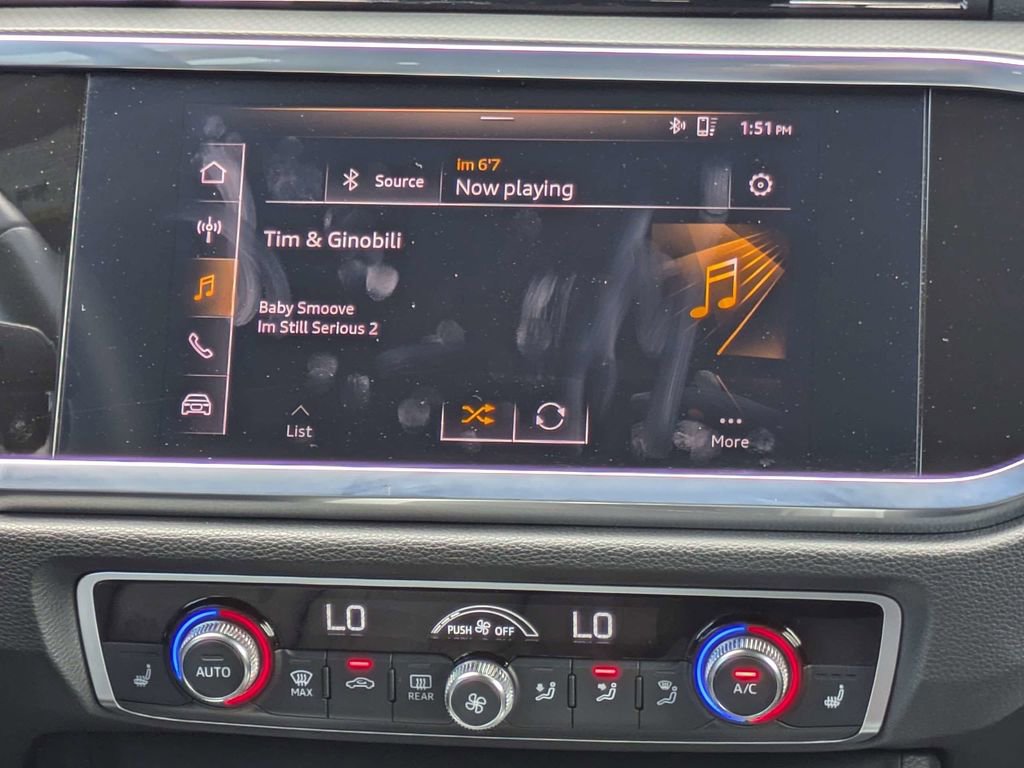 1:51 PM
im 6'7
Source
Now playing
Tim & Ginobili
Baby Smoove
Im Still Serious 2
List
More
LO
PUSH OFF
LO
AUTO
MAX
REAR
A/C